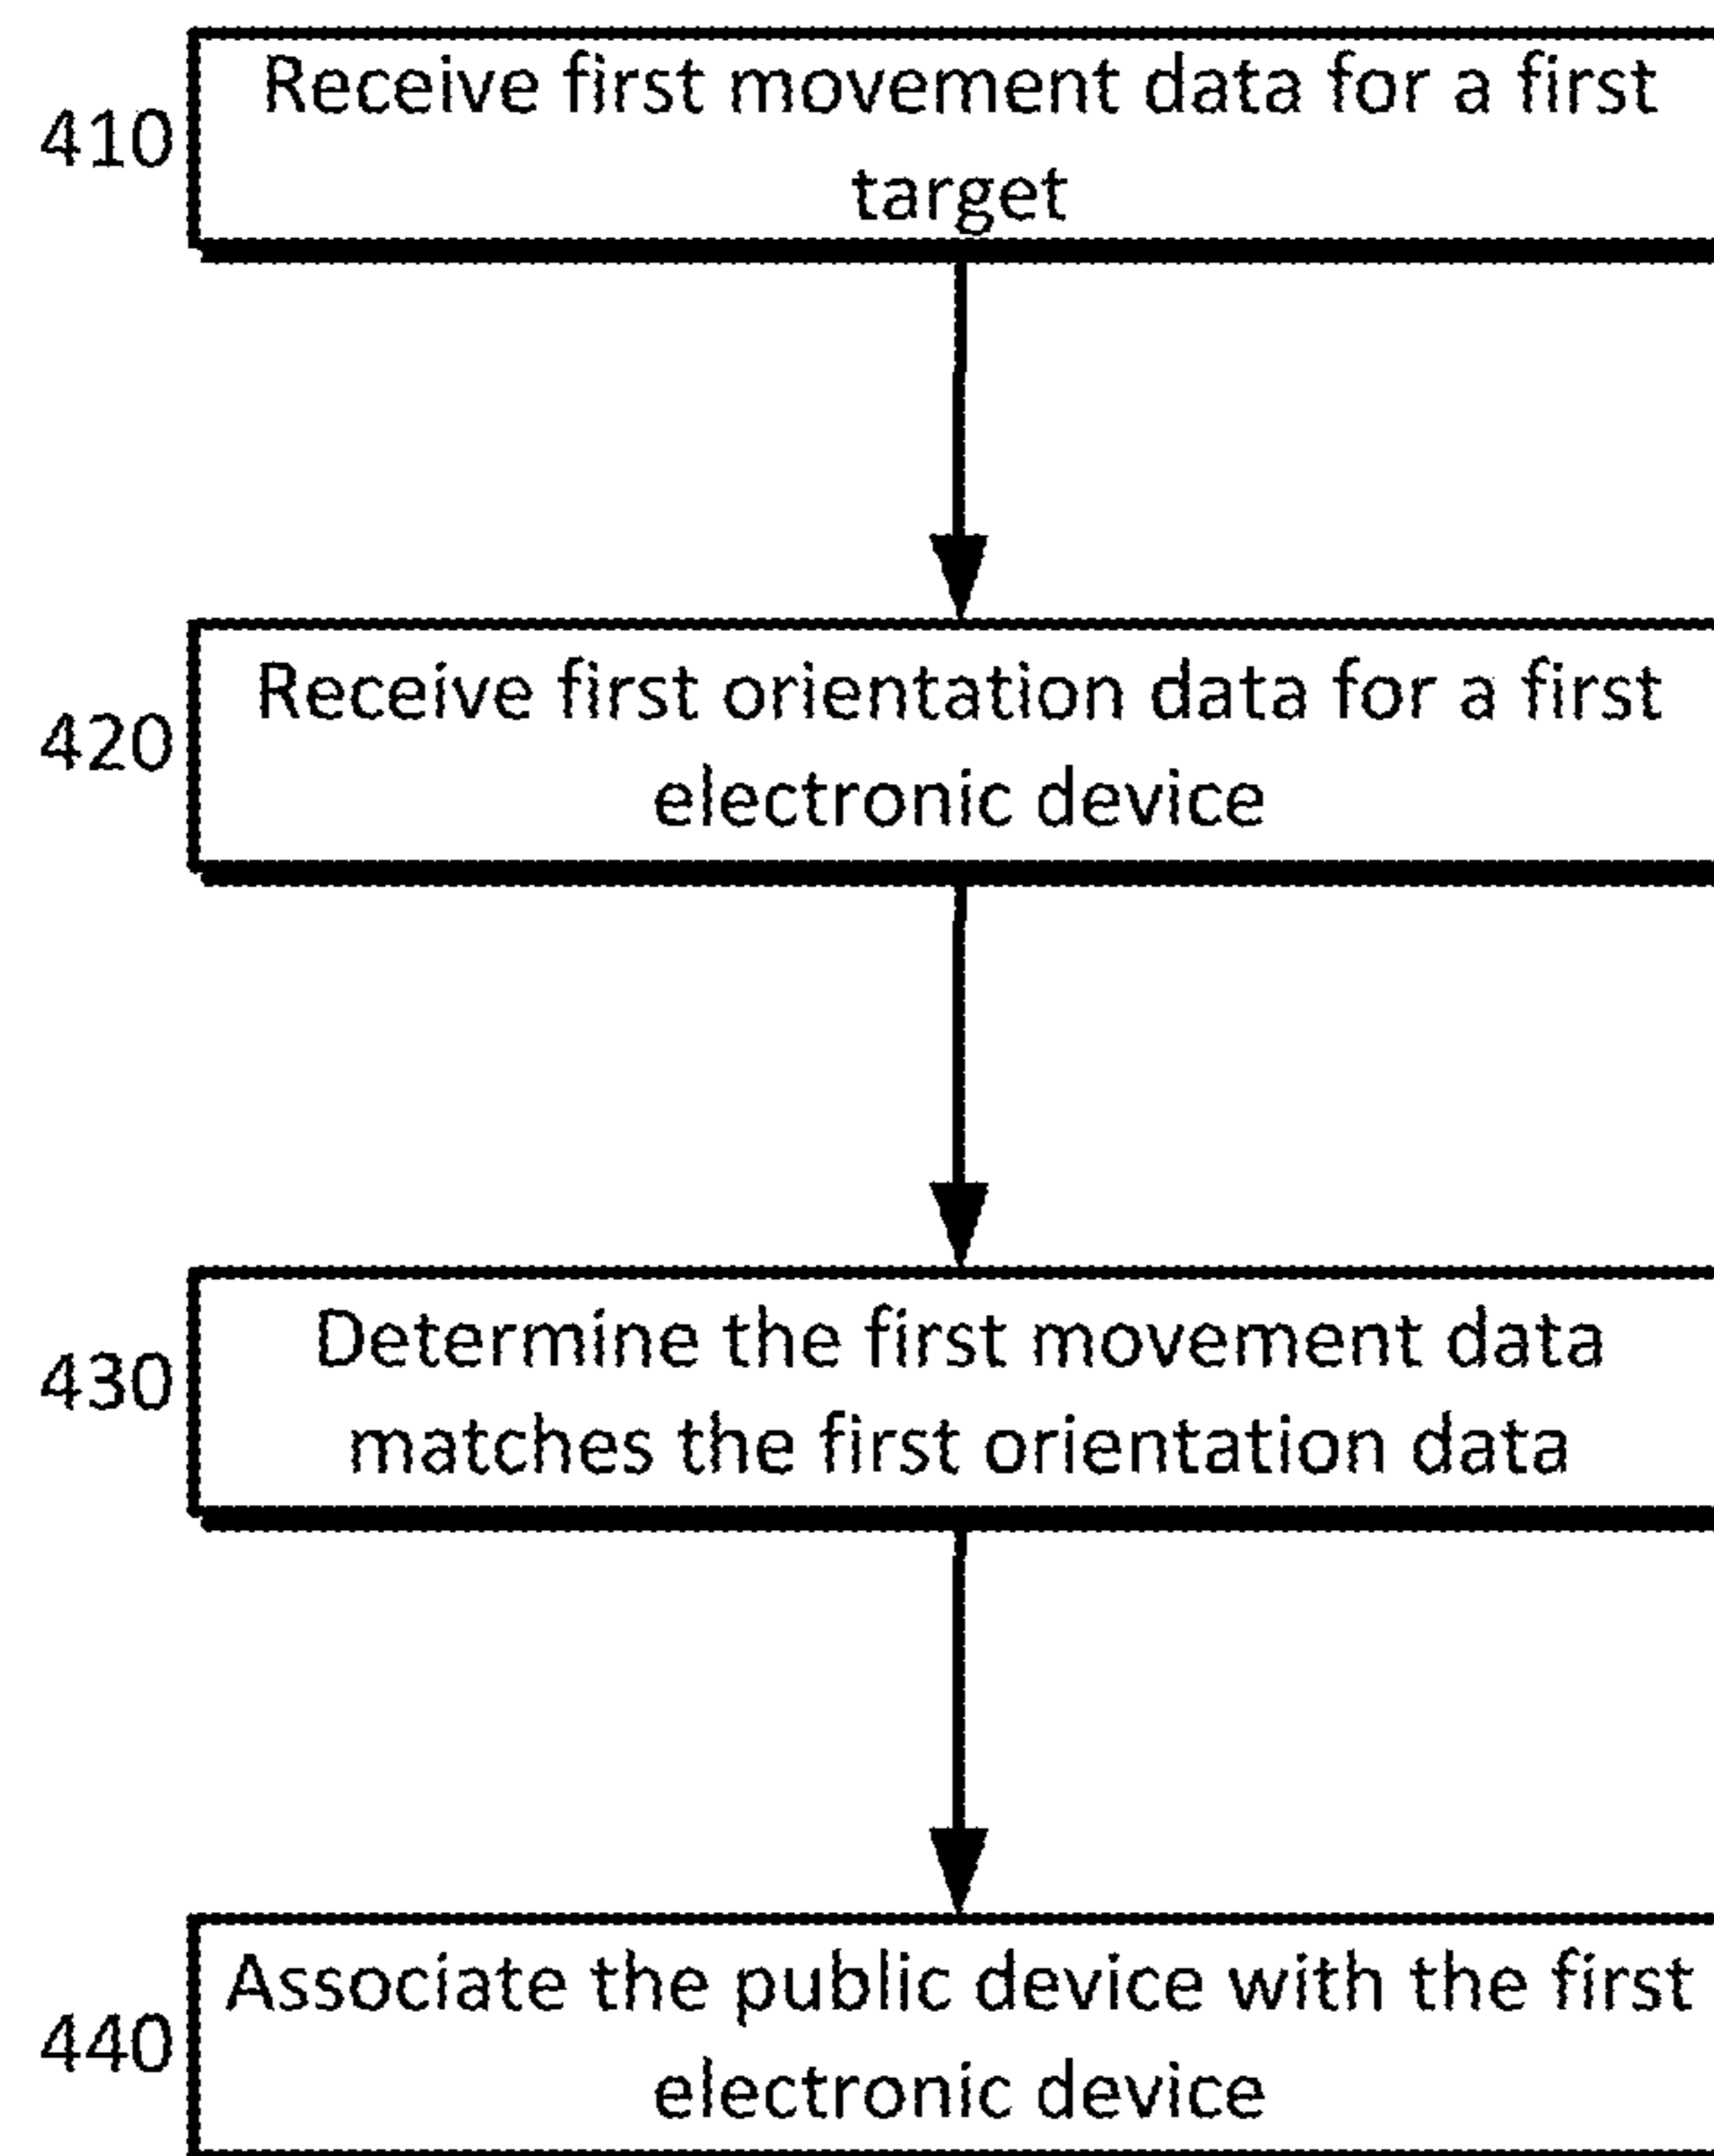 410
Receive first movement data for a first
target
420
Receive first orientation data for a first
electronic device
430
Determine the first movement data
matches the first orientation data
440
Associate the public device with the first
electronic device